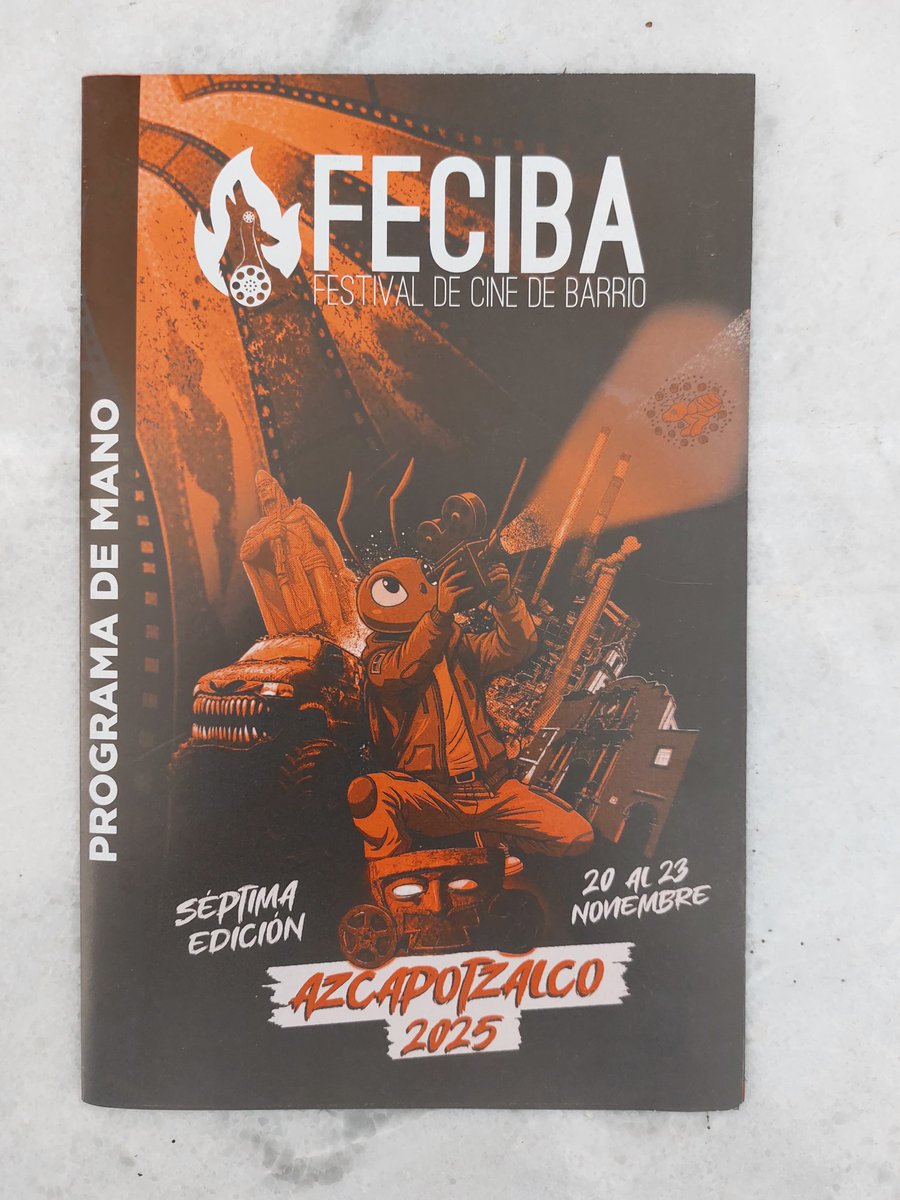 FECIBA
FESTIVAL DE CINE DE BARRIO
PROGRAMA DE MANO
SÉPTIMA
EDICIÓN
20 AL 23
NOVIEMBRE
AZCAPOTZALCO
2025